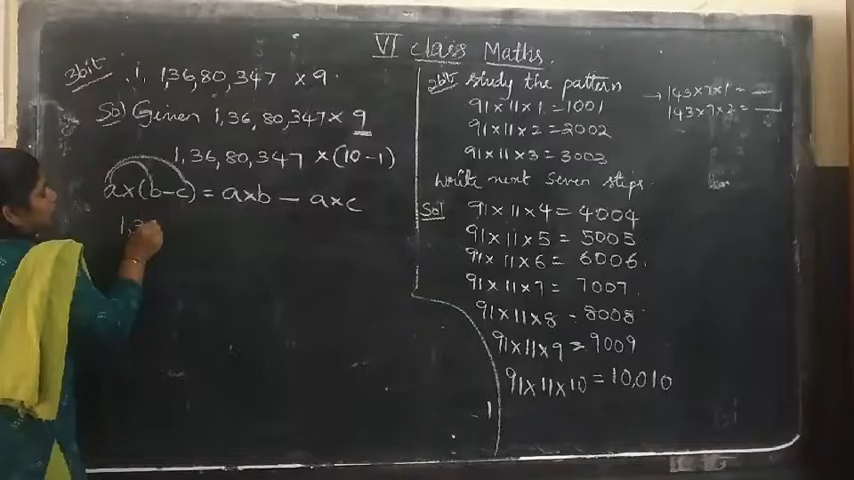 VI class Maths.
3bit i, 1,36,80,347 × 9.
Sol Given 1,36,80,347 × 9
1,36,80,347 × (10-1)
a×(b-c) = a×b - a×c
1,3
2bit study the pattern
91×11×1=1001
91×11×2=2002
91×11×3=3003
Write next seven steps.
Sol 91×11×4=4004
91×11×5=5005
91×11×6=6006
91×11×7=7007
91×11×8=8008
91×11×9=9009
91×11×10=10,010
→ 143×7×1=
143×7×2=